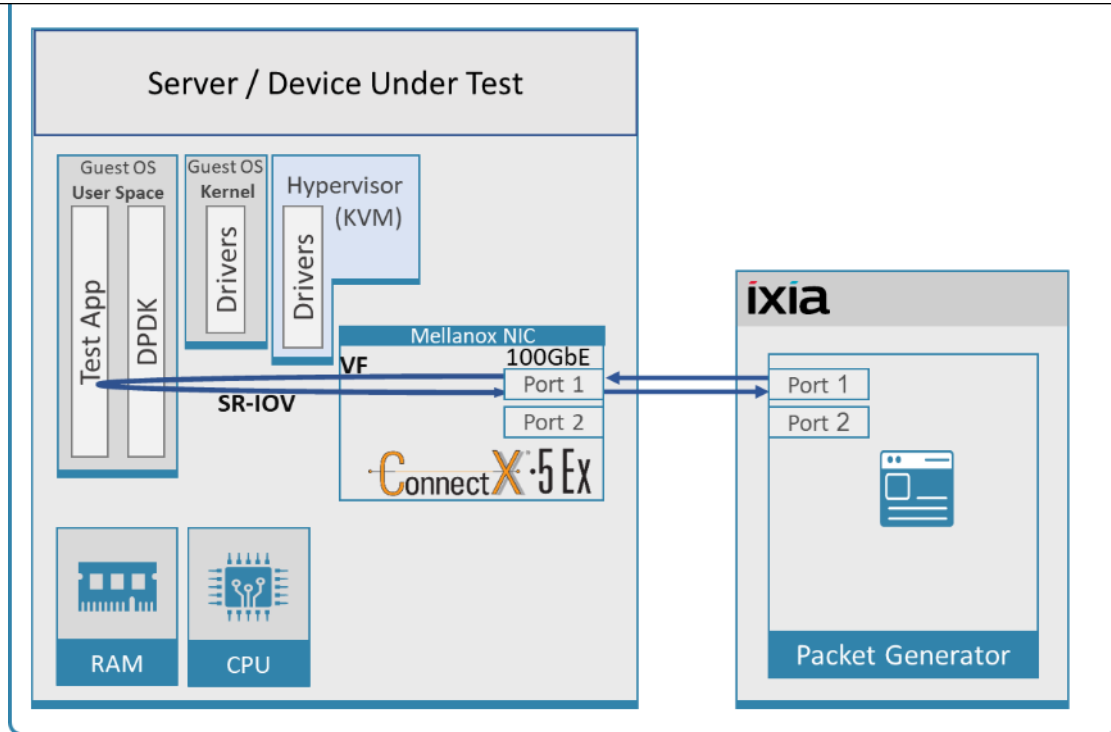 Server / Device Under Test
Guest OS
User Space
Test App
DPDK
Guest OS
Kernel
Drivers
Hypervisor
(KVM)
Drivers
Mellanox NIC
100GbE
VF
Port 1
SR-IOV
Port 2
ConnectX·5 EX
RAM
CPU
ixia
Port 1
Port 2
Packet Generator